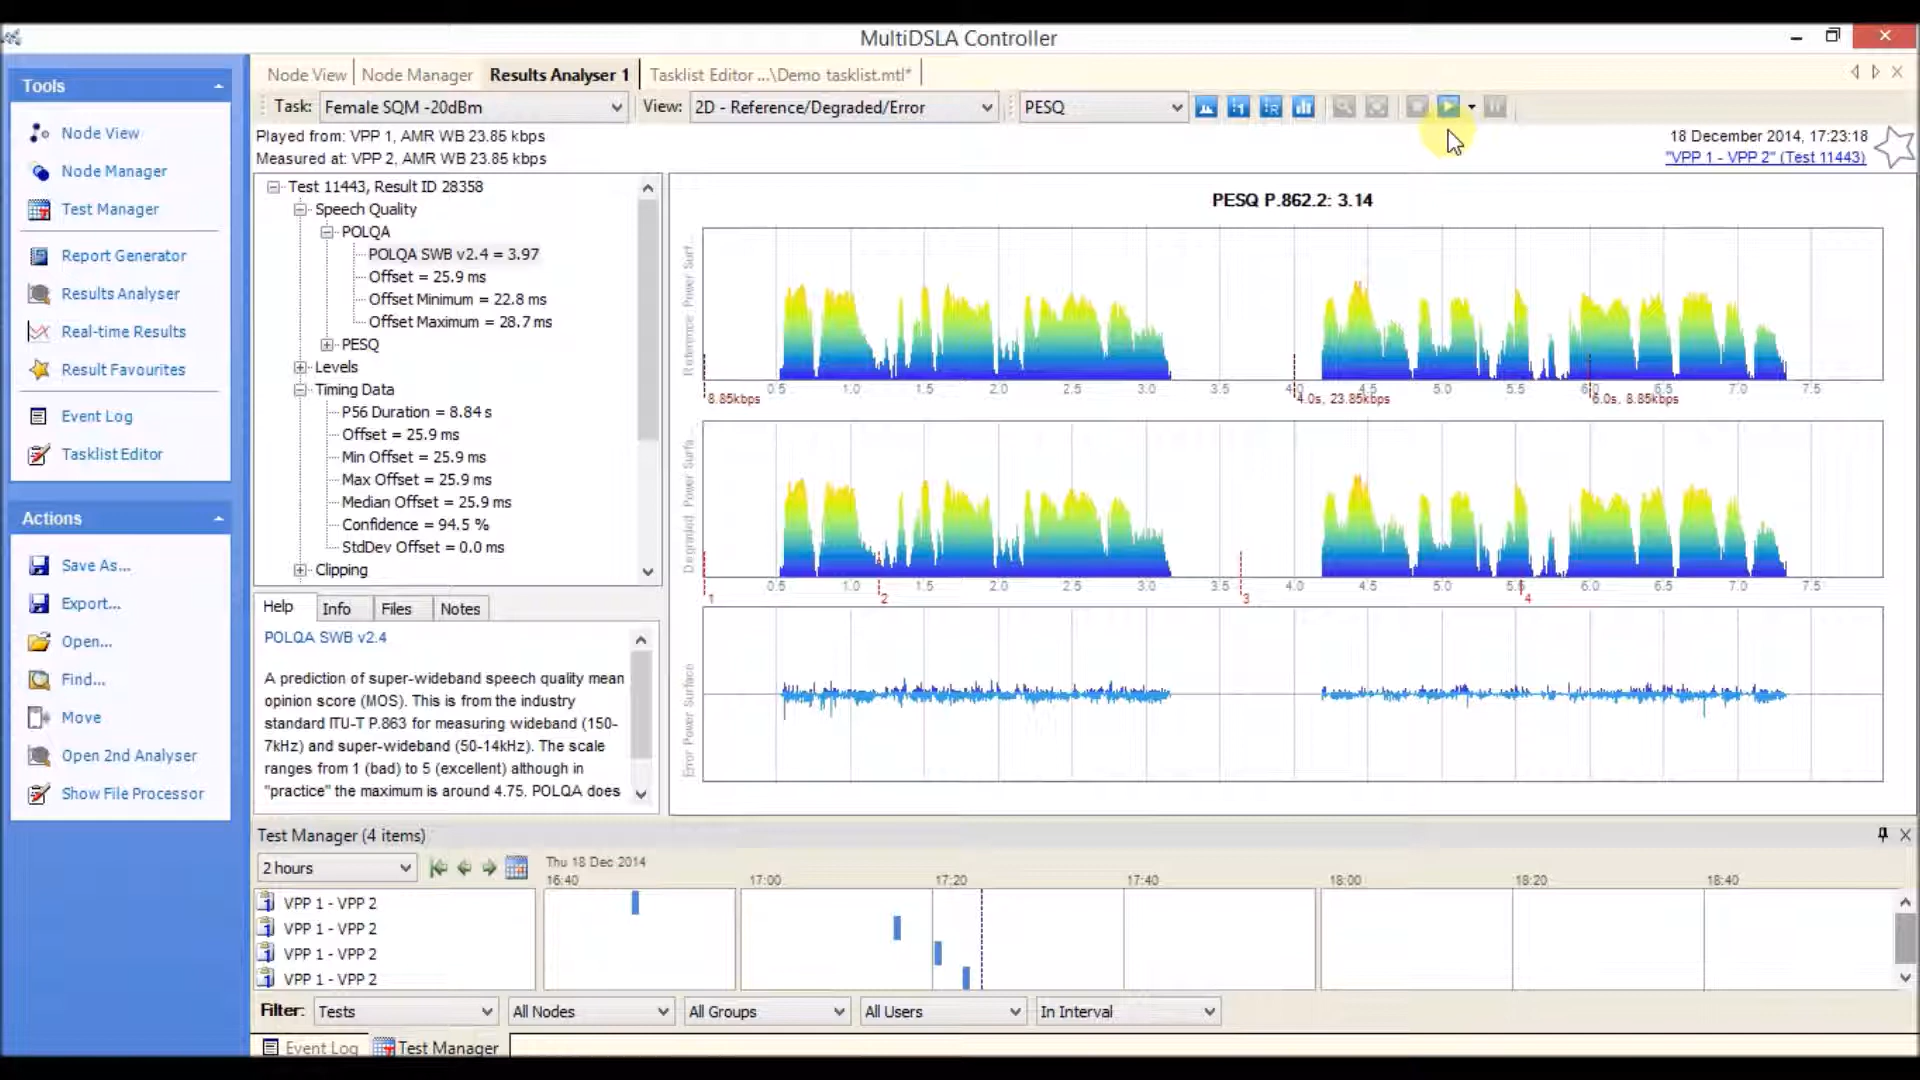 MultiDSLA Controller
Tools
Node View
Node Manager
Test Manager
Report Generator
Results Analyser
Real-time Results
Result Favourites
Event Log
Tasklist Editor
Actions
Save As...
Export...
Open...
Find...
Move
Open 2nd Analyser
Show File Processor
Node View Node Manager Results Analyser 1 Tasklist Editor ...\Demo tasklist.mtl*
Task: Female SQM -20dBm View: 2D - Reference/Degraded/Error PESQ
Played from: VPP 1, AMR WB 23.85 kbps
Measured at: VPP 2, AMR WB 23.85 kbps
18 December 2014, 17:23:18
"VPP 1 - VPP 2" (Test 11443)
Test 11443, Result ID 28358
Speech Quality
POLQA
POLQA SWB v2.4 = 3.97
Offset = 25.9 ms
Offset Minimum = 22.8 ms
Offset Maximum = 28.7 ms
PESQ
Levels
Timing Data
P56 Duration = 8.84 s
Offset = 25.9 ms
Min Offset = 25.9 ms
Max Offset = 25.9 ms
Median Offset = 25.9 ms
Confidence = 94.5 %
StdDev Offset = 0.0 ms
Clipping
Help Info Files Notes
POLQA SWB v2.4
A prediction of super-wideband speech quality mean
opinion score (MOS). This is from the industry
standard ITU-T P.863 for measuring wideband (150-
7kHz) and super-wideband (50-14kHz). The scale
ranges from 1 (bad) to 5 (excellent) although in
"practice" the maximum is around 4.75. POLQA does
PESQ P.862.2: 3.14
Reference Power Surf...
0.5 1.0 1.5 2.0 2.5 3.0 3.5 4.0 4.5 5.0 5.5 6.0 6.5 7.0 7.5
8.85kbps 4.0s, 23.85kbps 6.0s, 8.85kbps
Degraded Power Surfa...
0.5 1.0 1.5 2.0 2.5 3.0 3.5 4.0 4.5 5.0 5.5 6.0 6.5 7.0 7.5
1 2 3 4
Error Power Surface
Test Manager (4 items)
2 hours
Thu 18 Dec 2014
16:40 17:00 17:20 17:40 18:00 18:20 18:40
VPP 1 - VPP 2
VPP 1 - VPP 2
VPP 1 - VPP 2
VPP 1 - VPP 2
Filter: Tests All Nodes All Groups All Users In Interval
Event Log Test Manager